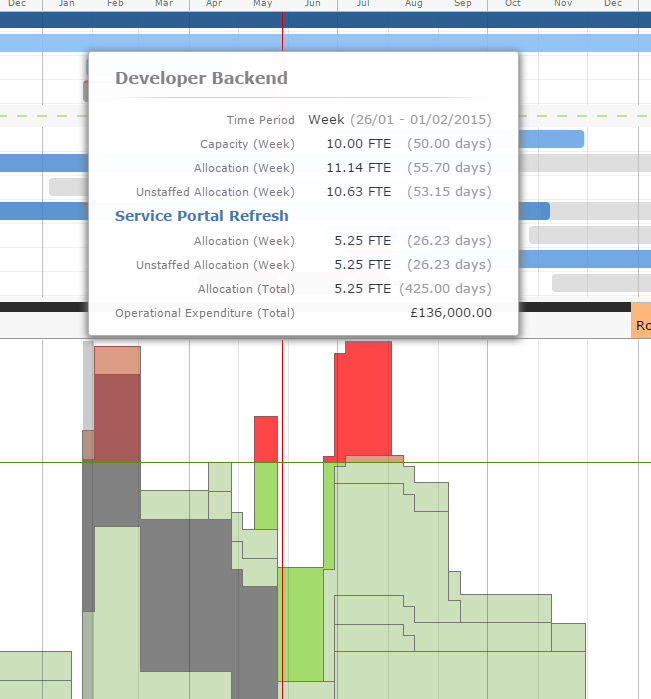 Dec Jan Feb Mar Apr May Jun Jul Aug Sep Oct Nov Dec
Developer Backend
Time Period Week (26/01 - 01/02/2015)
Capacity (Week) 10.00 FTE (50.00 days)
Allocation (Week) 11.14 FTE (55.70 days)
Unstaffed Allocation (Week) 10.63 FTE (53.15 days)
Service Portal Refresh
Allocation (Week) 5.25 FTE (26.23 days)
Unstaffed Allocation (Week) 5.25 FTE (26.23 days)
Allocation (Total) 5.25 FTE (425.00 days)
Operational Expenditure (Total) £136,000.00
Ro